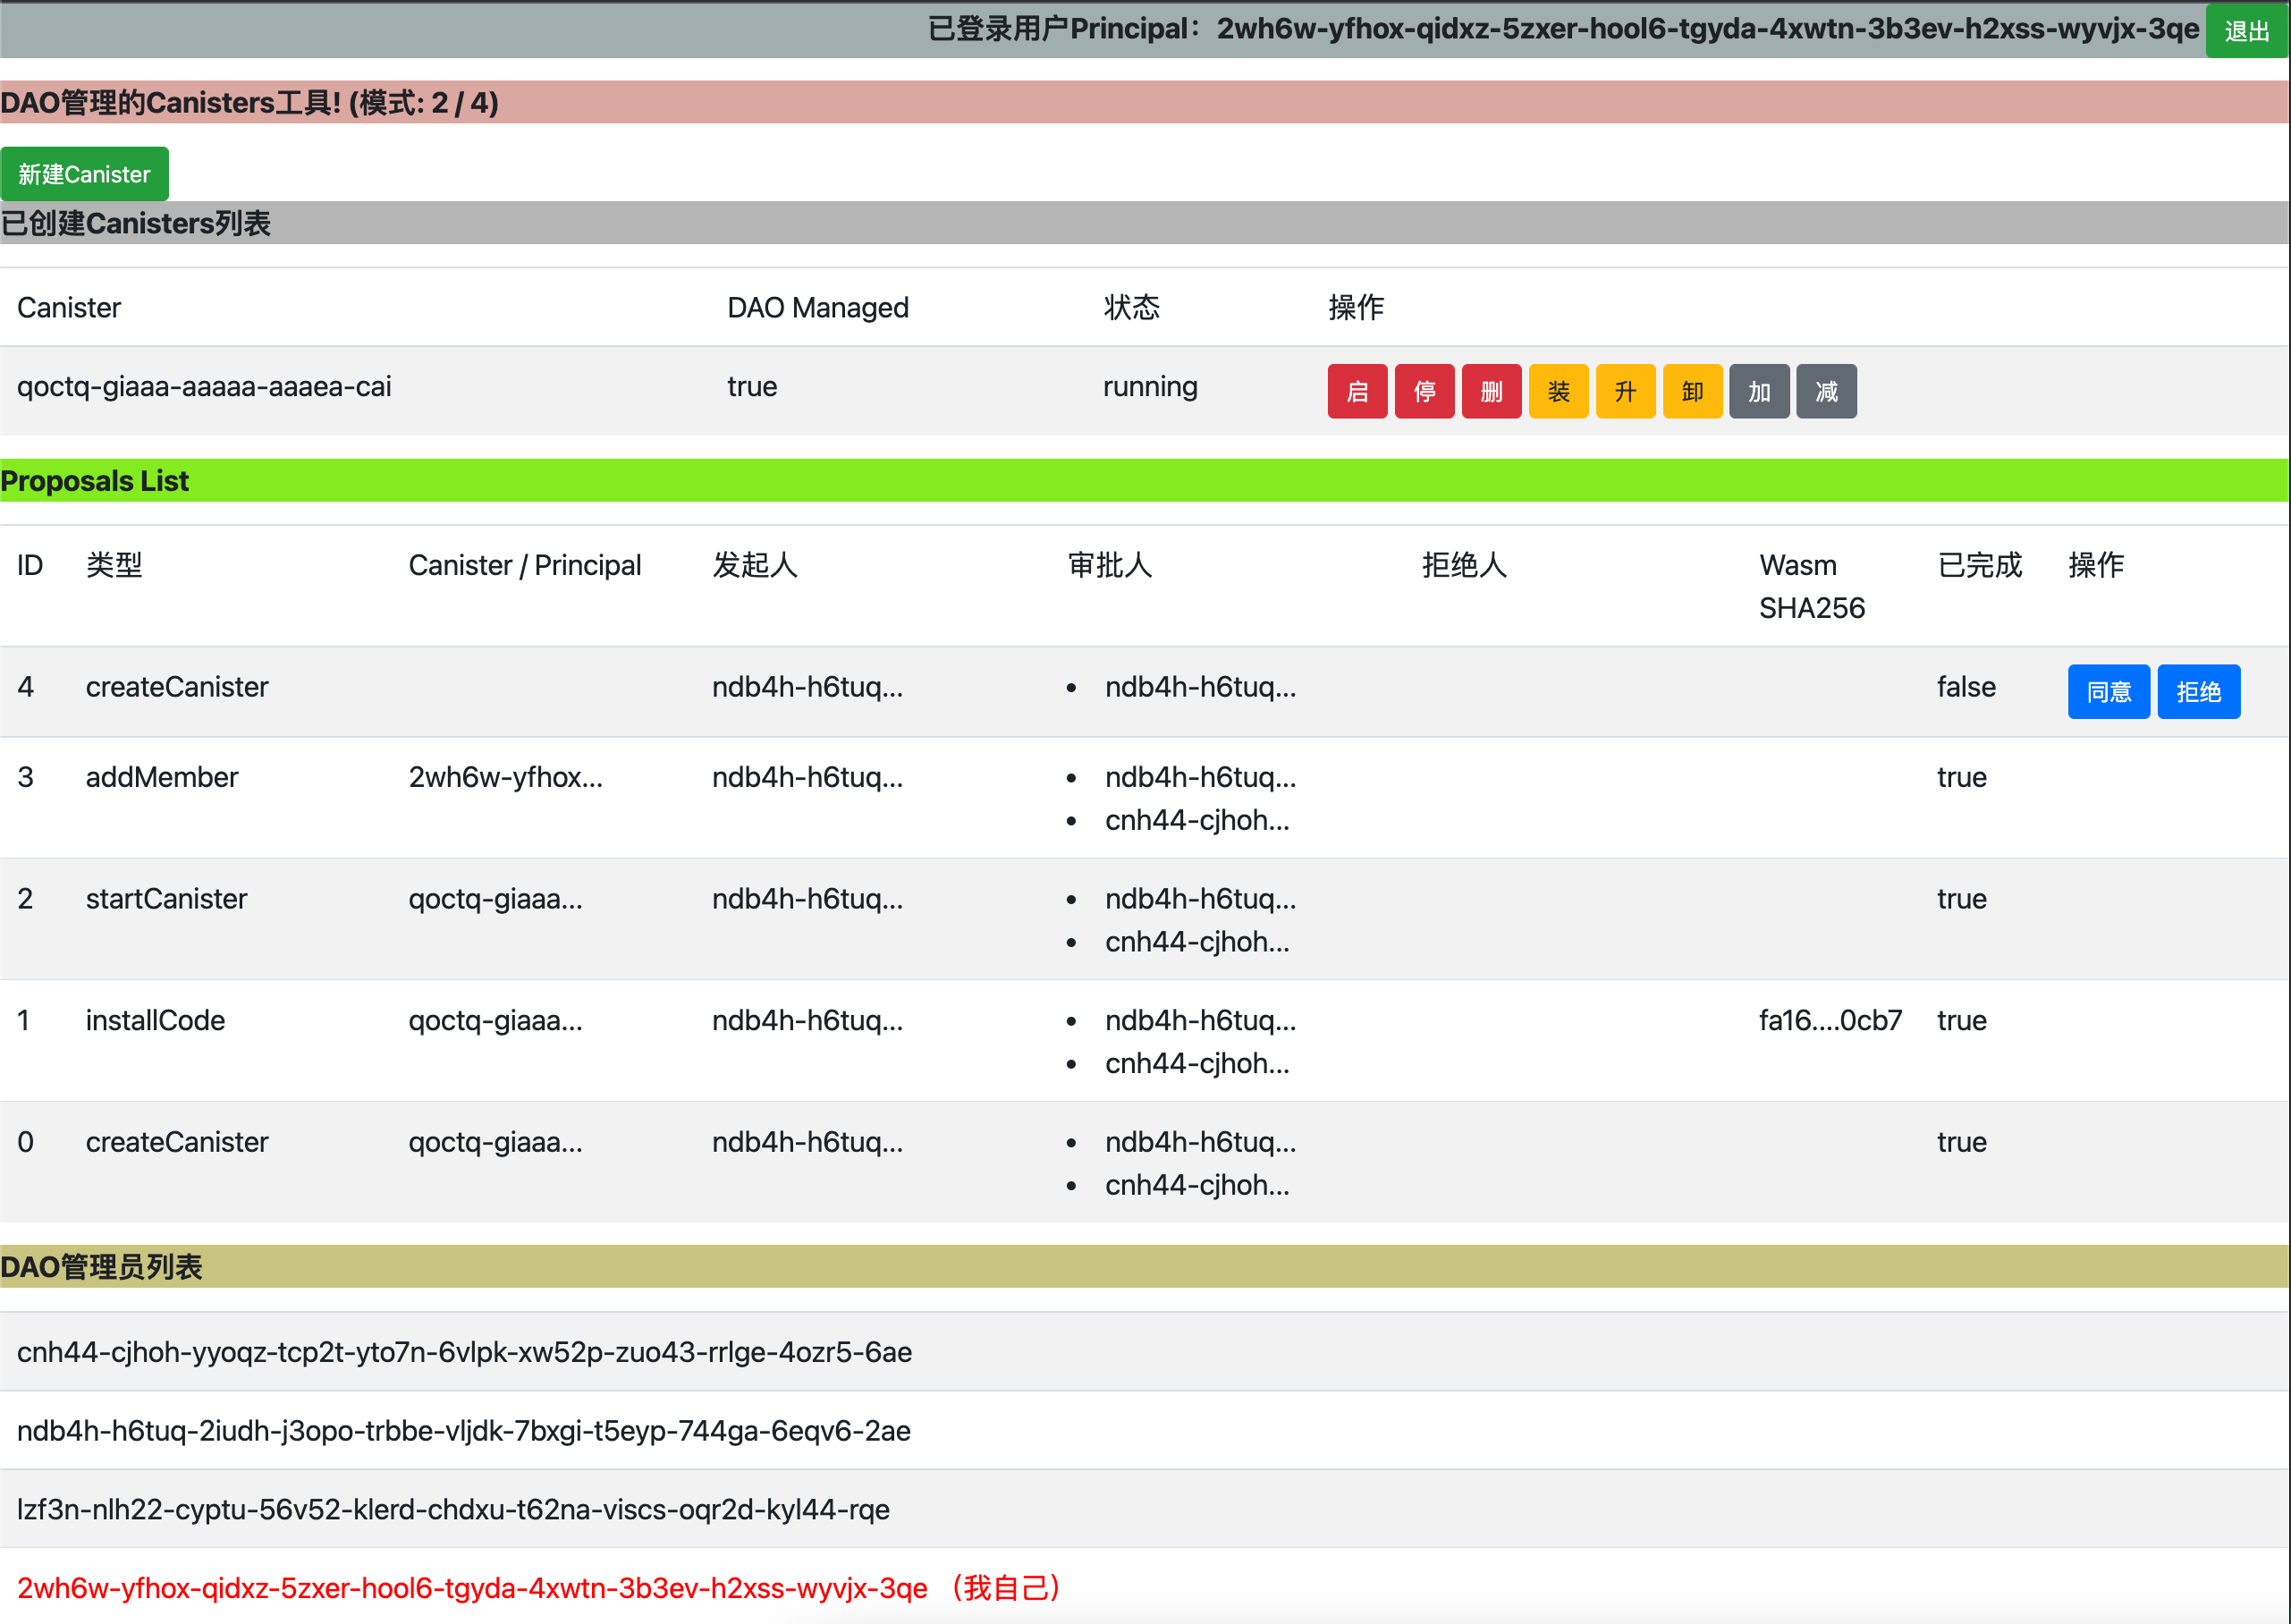 已登录用户Principal：2wh6w-yfhox-qidxz-5zxer-hool6-tgyda-4xwtn-3b3ev-h2xss-wyvjx-3qe 退出
DAO管理的Canisters工具! (模式: 2 / 4)
新建Canister
已创建Canisters列表
Canister DAO Managed 状态 操作
qoctq-giaaa-aaaaa-aaaea-cai true running 启 停 删 装 升 卸 加 减
Proposals List
ID 类型 Canister / Principal 发起人 审批人 拒绝人 Wasm SHA256 已完成 操作
4 createCanister ndb4h-h6tuq... • ndb4h-h6tuq... false 同意 拒绝
3 addMember 2wh6w-yfhox... ndb4h-h6tuq... • ndb4h-h6tuq... true
• cnh44-cjhoh...
2 startCanister qoctq-giaaa... ndb4h-h6tuq... • ndb4h-h6tuq... true
• cnh44-cjhoh...
1 installCode qoctq-giaaa... ndb4h-h6tuq... • ndb4h-h6tuq... fa16....0cb7 true
• cnh44-cjhoh...
0 createCanister qoctq-giaaa... ndb4h-h6tuq... • ndb4h-h6tuq... true
• cnh44-cjhoh...
DAO管理员列表
cnh44-cjhoh-yyoqz-tcp2t-yto7n-6vlpk-xw52p-zuo43-rrlge-4ozr5-6ae
ndb4h-h6tuq-2iudh-j3opo-trbbe-vljdk-7bxgi-t5eyp-744ga-6eqv6-2ae
lzf3n-nlh22-cyptu-56v52-klerd-chdxu-t62na-viscs-oqr2d-kyl44-rqe
2wh6w-yfhox-qidxz-5zxer-hool6-tgyda-4xwtn-3b3ev-h2xss-wyvjx-3qe （我自己）